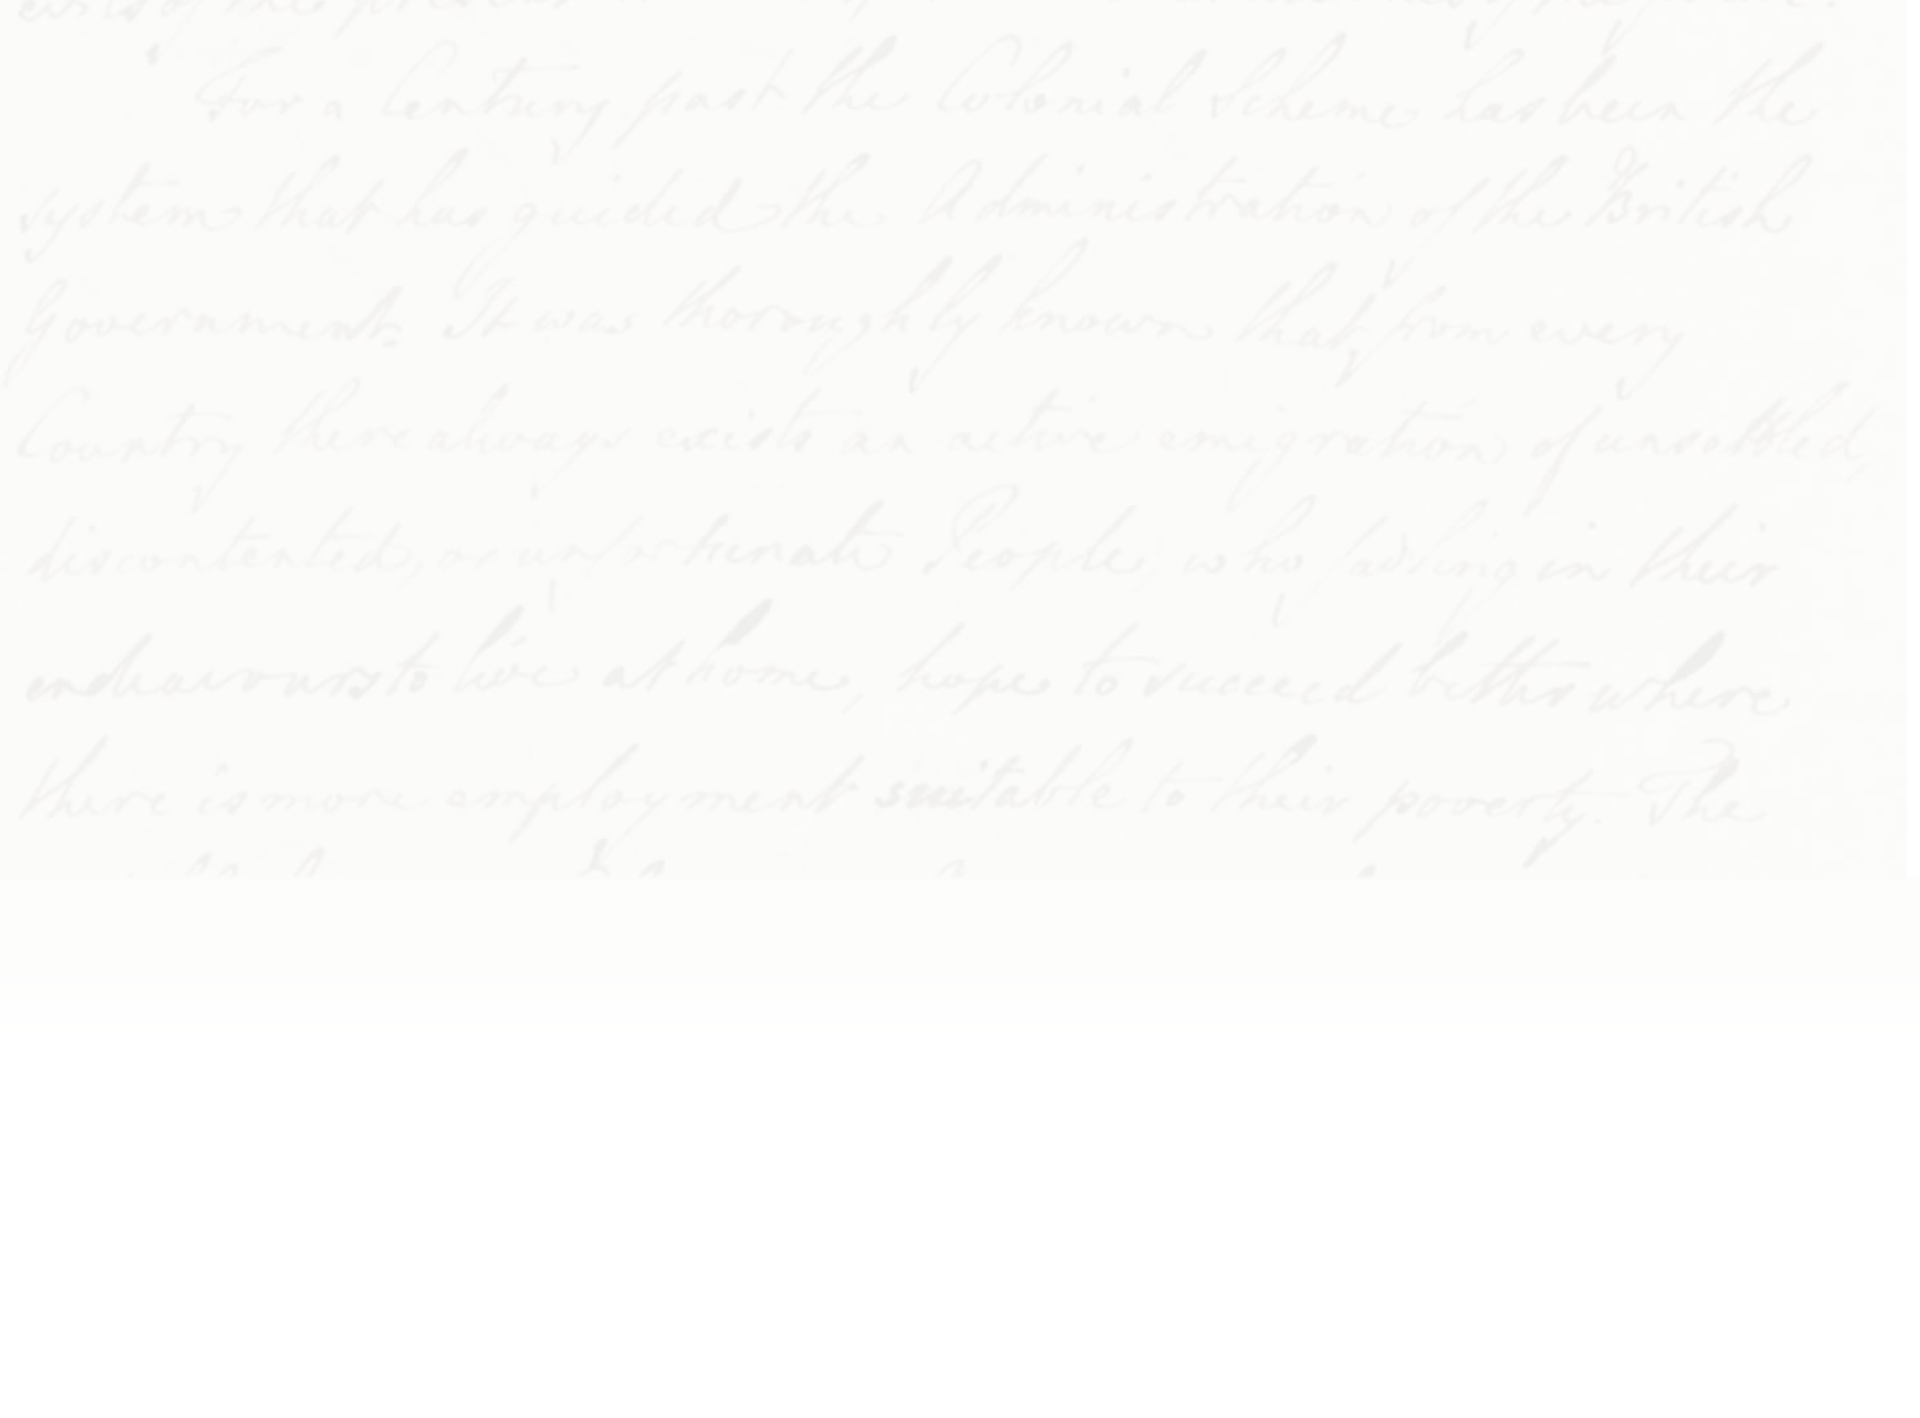 For a Century past the Colonial Scheme has been the
system that has guided the Administration of the British
Government. It was thoroughly known that from every
Country there always exists an active emigration of unsettled,
discontented, or unfortunate People, who, failing in their
endeavours to live at home, hope to succeed better where
there is more employment suitable to their poverty. The